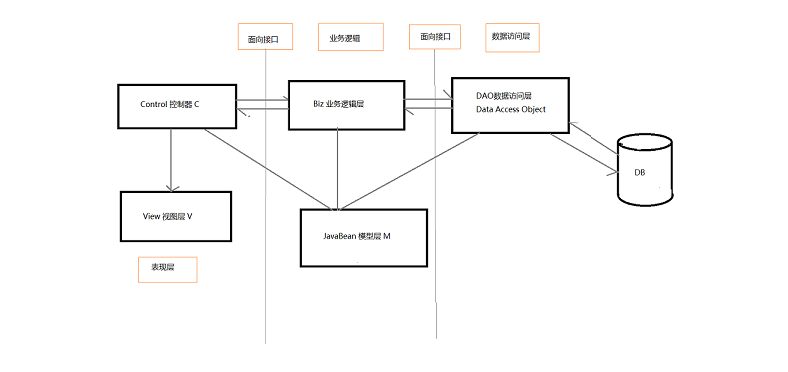 面向接口
业务逻辑
面向接口
数据访问层
Control 控制器 C
Biz 业务逻辑层
DAO数据访问层
Data Access Object
DB
View 视图层 V
JavaBean 模型层 M
表现层